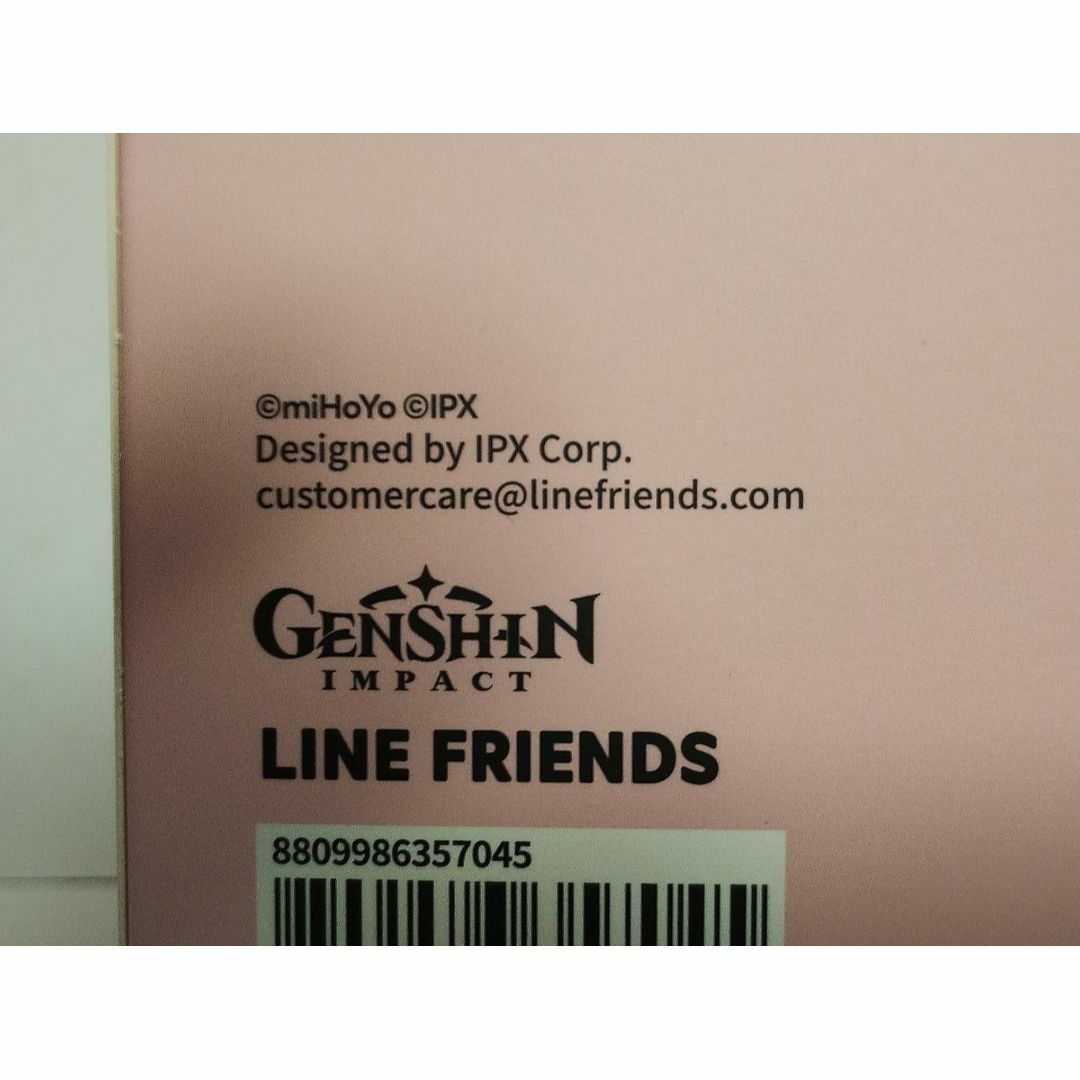 ©miHoYo ©IPX
Designed by IPX Corp.
customercare@linefriends.com
GENSHIN
IMPACT
LINE FRIENDS
8809986357045